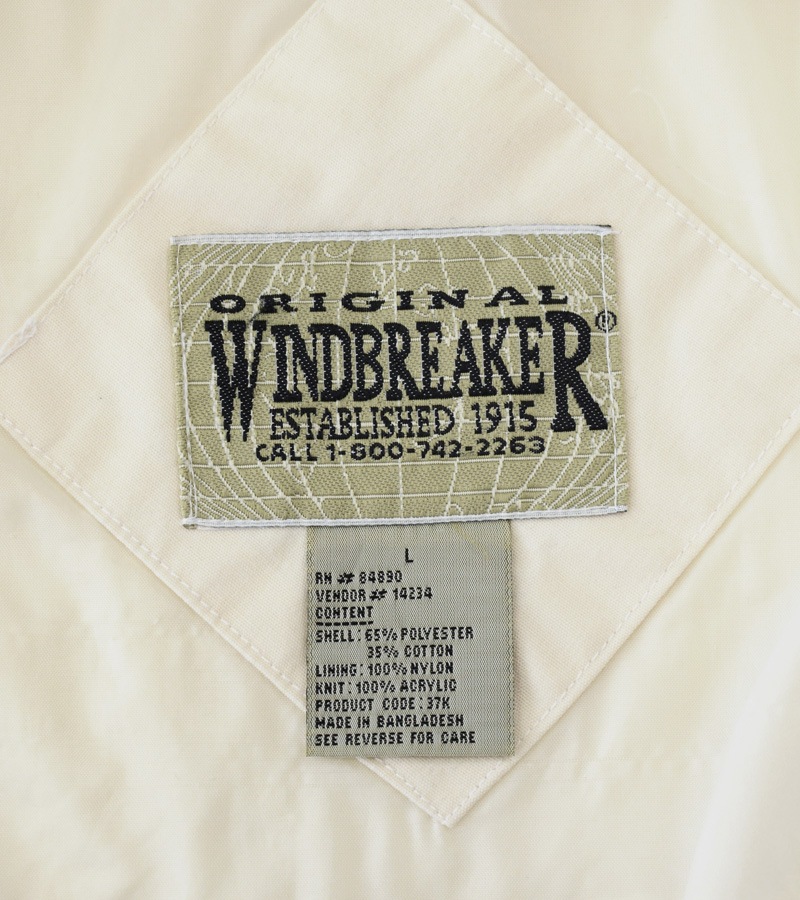 ORIGINAL
WINDBREAKER®
ESTABLISHED 1915
CALL 1-800-742-2263
L
RN # 84890
VENDOR # 14234
CONTENT
SHELL: 65% POLYESTER
35% COTTON
LINING: 100% NYLON
KNIT: 100% ACRYLIC
PRODUCT CODE: 37K
MADE IN BANGLADESH
SEE REVERSE FOR CARE